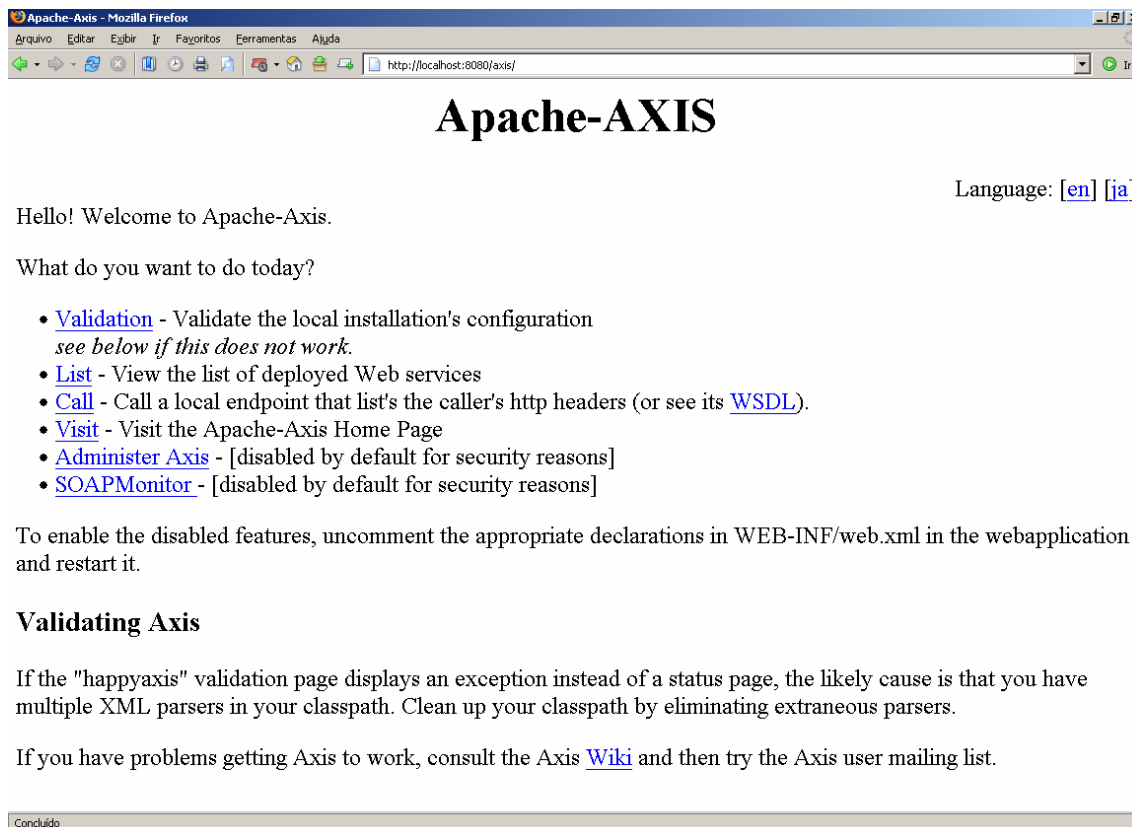 Apache-Axis - Mozilla Firefox
Arquivo Editar Exibir Ir Favoritos Ferramentas Ajuda
http://localhost:8080/axis/ Ir
Apache-AXIS
Language: [en] [ja]
Hello! Welcome to Apache-Axis.
What do you want to do today?
• Validation - Validate the local installation's configuration
see below if this does not work.
• List - View the list of deployed Web services
• Call - Call a local endpoint that list's the caller's http headers (or see its WSDL).
• Visit - Visit the Apache-Axis Home Page
• Administer Axis - [disabled by default for security reasons]
• SOAPMonitor - [disabled by default for security reasons]
To enable the disabled features, uncomment the appropriate declarations in WEB-INF/web.xml in the webapplication
and restart it.
Validating Axis
If the "happyaxis" validation page displays an exception instead of a status page, the likely cause is that you have
multiple XML parsers in your classpath. Clean up your classpath by eliminating extraneous parsers.
If you have problems getting Axis to work, consult the Axis Wiki and then try the Axis user mailing list.
Concluído